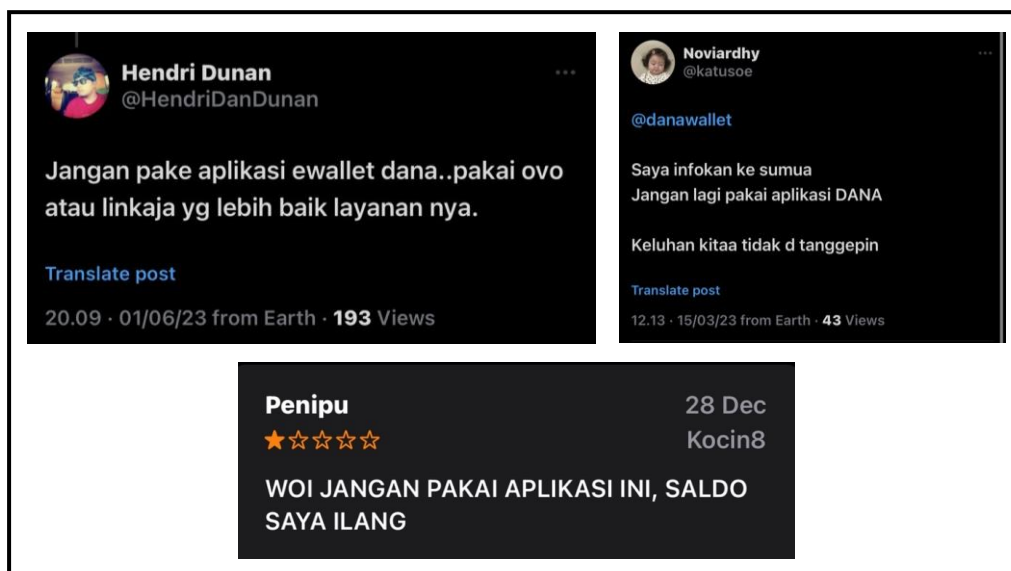 Hendri Dunan
@HendriDanDunan
Jangan pake aplikasi ewallet dana..pakai ovo
atau linkaja yg lebih baik layanan nya.
Translate post
20.09 · 01/06/23 from Earth · 193 Views
Noviardhy
@katusoe
@danawallet
Saya infokan ke sumua
Jangan lagi pakai aplikasi DANA
Keluhan kitaa tidak d tanggepin
Translate post
12.13 · 15/03/23 from Earth · 43 Views
Penipu
28 Dec
Kocin8
WOI JANGAN PAKAI APLIKASI INI, SALDO
SAYA ILANG